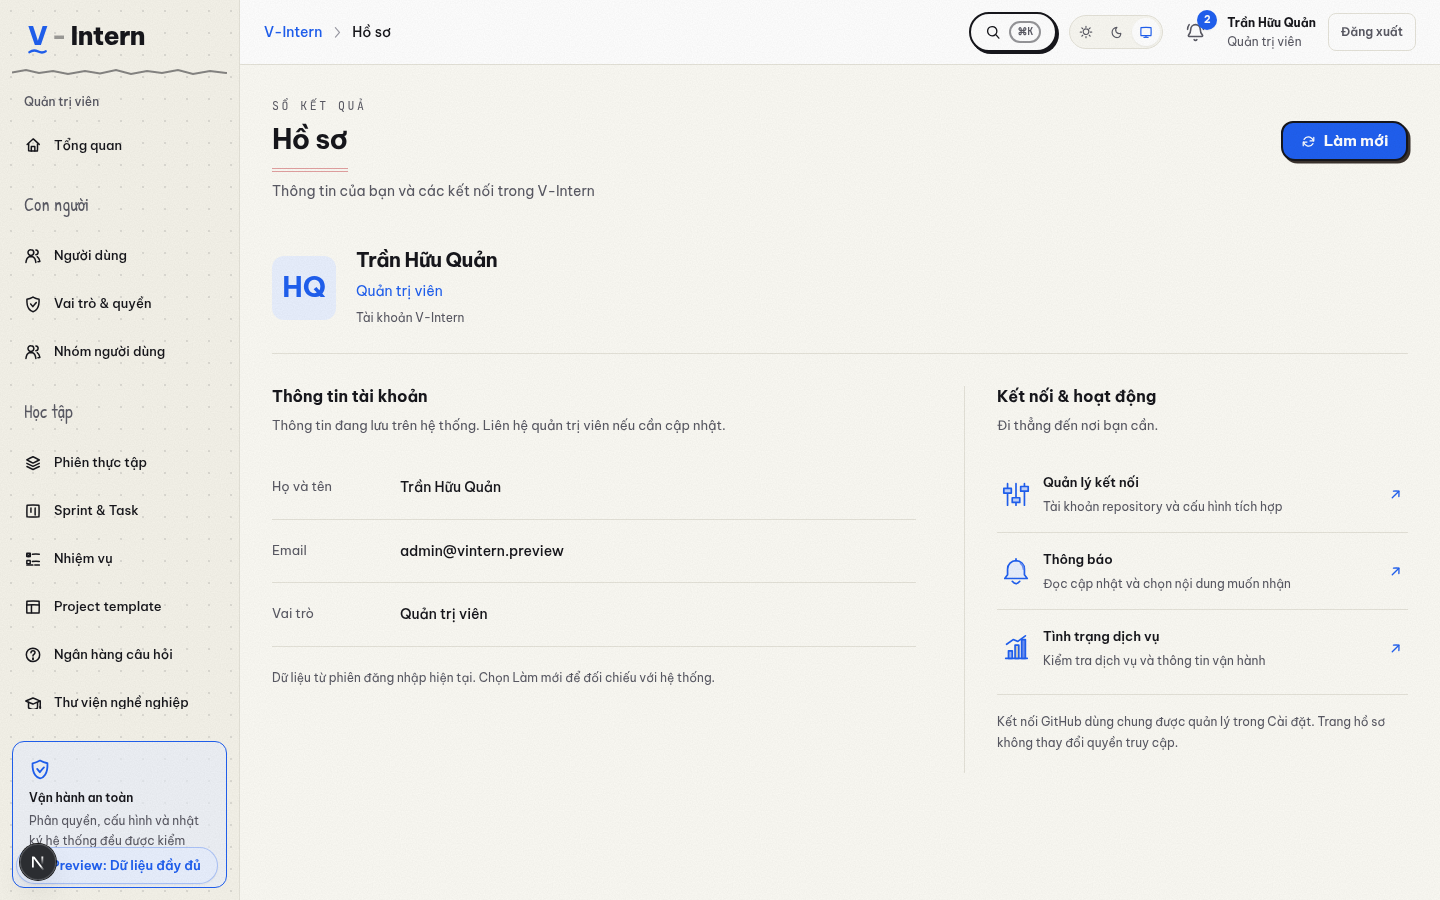 V - Intern
Quản trị viên
Tổng quan
Con người
Người dùng
Vai trò & quyền
Nhóm người dùng
Học tập
Phiên thực tập
Sprint & Task
Nhiệm vụ
Project template
Ngân hàng câu hỏi
Thư viện nghề nghiệp
Vận hành an toàn
Phân quyền, cấu hình và nhật
ký hệ thống đều được kiểm
Preview: Dữ liệu đầy đủ
N
V-Intern > Hồ sơ
⌘K
2
Trần Hữu Quản
Quản trị viên
Đăng xuất
SỔ KẾT QUẢ
Hồ sơ
Thông tin của bạn và các kết nối trong V-Intern
Làm mới
HQ
Trần Hữu Quản
Quản trị viên
Tài khoản V-Intern
Thông tin tài khoản
Thông tin đang lưu trên hệ thống. Liên hệ quản trị viên nếu cần cập nhật.
Họ và tên Trần Hữu Quản
Email admin@vintern.preview
Vai trò Quản trị viên
Dữ liệu từ phiên đăng nhập hiện tại. Chọn Làm mới để đối chiếu với hệ thống.
Kết nối & hoạt động
Đi thẳng đến nơi bạn cần.
Quản lý kết nối
Tài khoản repository và cấu hình tích hợp
Thông báo
Đọc cập nhật và chọn nội dung muốn nhận
Tình trạng dịch vụ
Kiểm tra dịch vụ và thông tin vận hành
Kết nối GitHub dùng chung được quản lý trong Cài đặt. Trang hồ sơ
không thay đổi quyền truy cập.